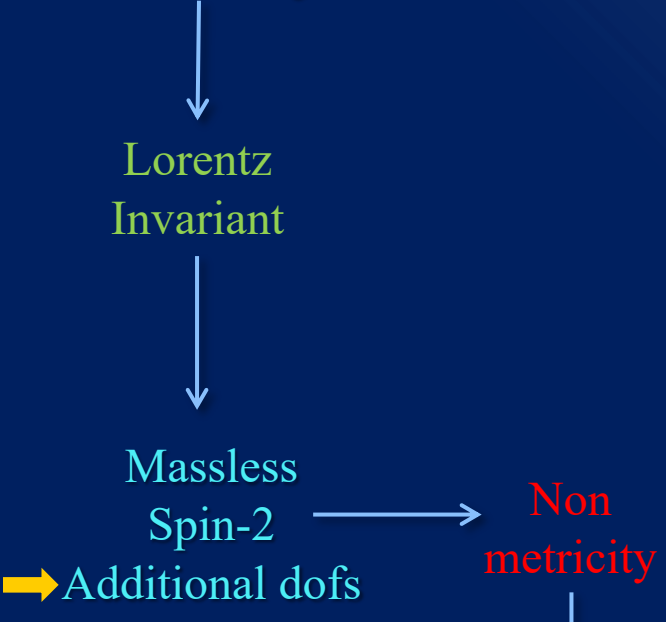 Lorentz
Invariant
Massless
Spin-2
Additional dofs
Non
metricity